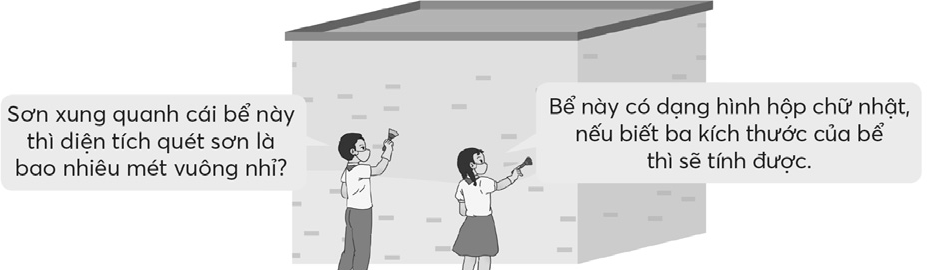 Sơn xung quanh cái bể này
thì diện tích quét sơn là
bao nhiêu mét vuông nhỉ?
Bể này có dạng hình hộp chữ nhật,
nếu biết ba kích thước của bể
thì sẽ tính được.